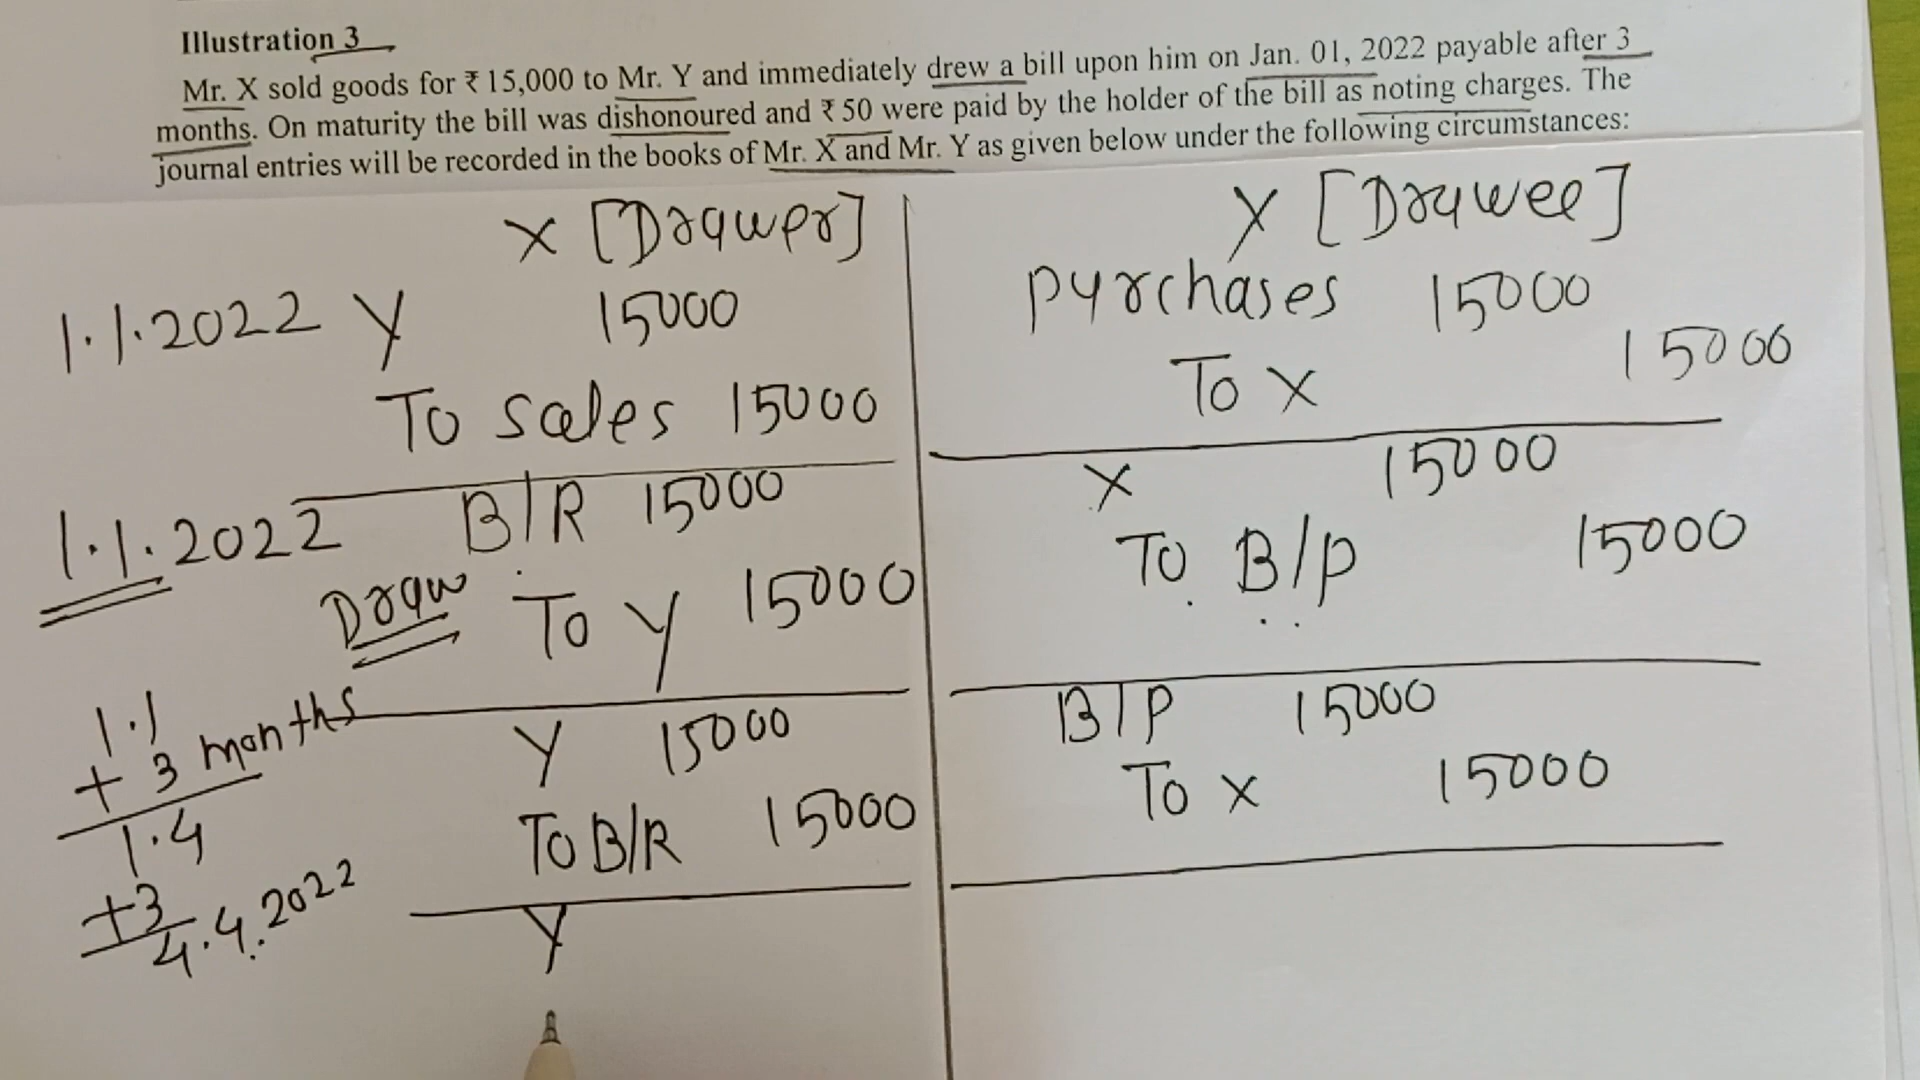 Illustration 3
Mr. X sold goods for ₹ 15,000 to Mr. Y and immediately drew a bill upon him on Jan. 01, 2022 payable after 3
months. On maturity the bill was dishonoured and ₹ 50 were paid by the holder of the bill as noting charges. The
journal entries will be recorded in the books of Mr. X and Mr. Y as given below under the following circumstances:
X [Drawer]
1.1.2022 Y 15000
To sales 15000
1.1.2022 B/R 15000
Draw To Y 15000
1.1
+ 3 months
1.4
+3
4.4.2022
Y 15000
To B/R 15000
Y
Y [Drawee]
purchases 15000
To X 15000
X 15000
To B/P 15000
B/P 15000
To X 15000